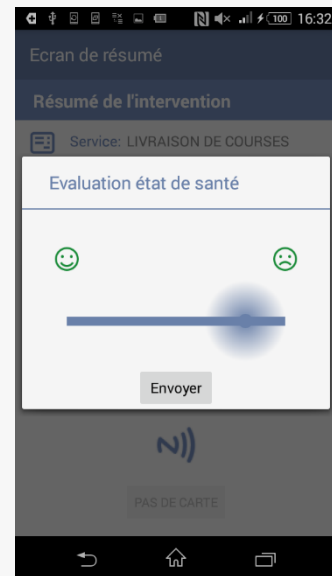 100 16:32
Ecran de résumé
Résumé de l'intervention
Service: LIVRAISON DE COURSES
Evaluation état de santé
Envoyer
PAS DE CARTE